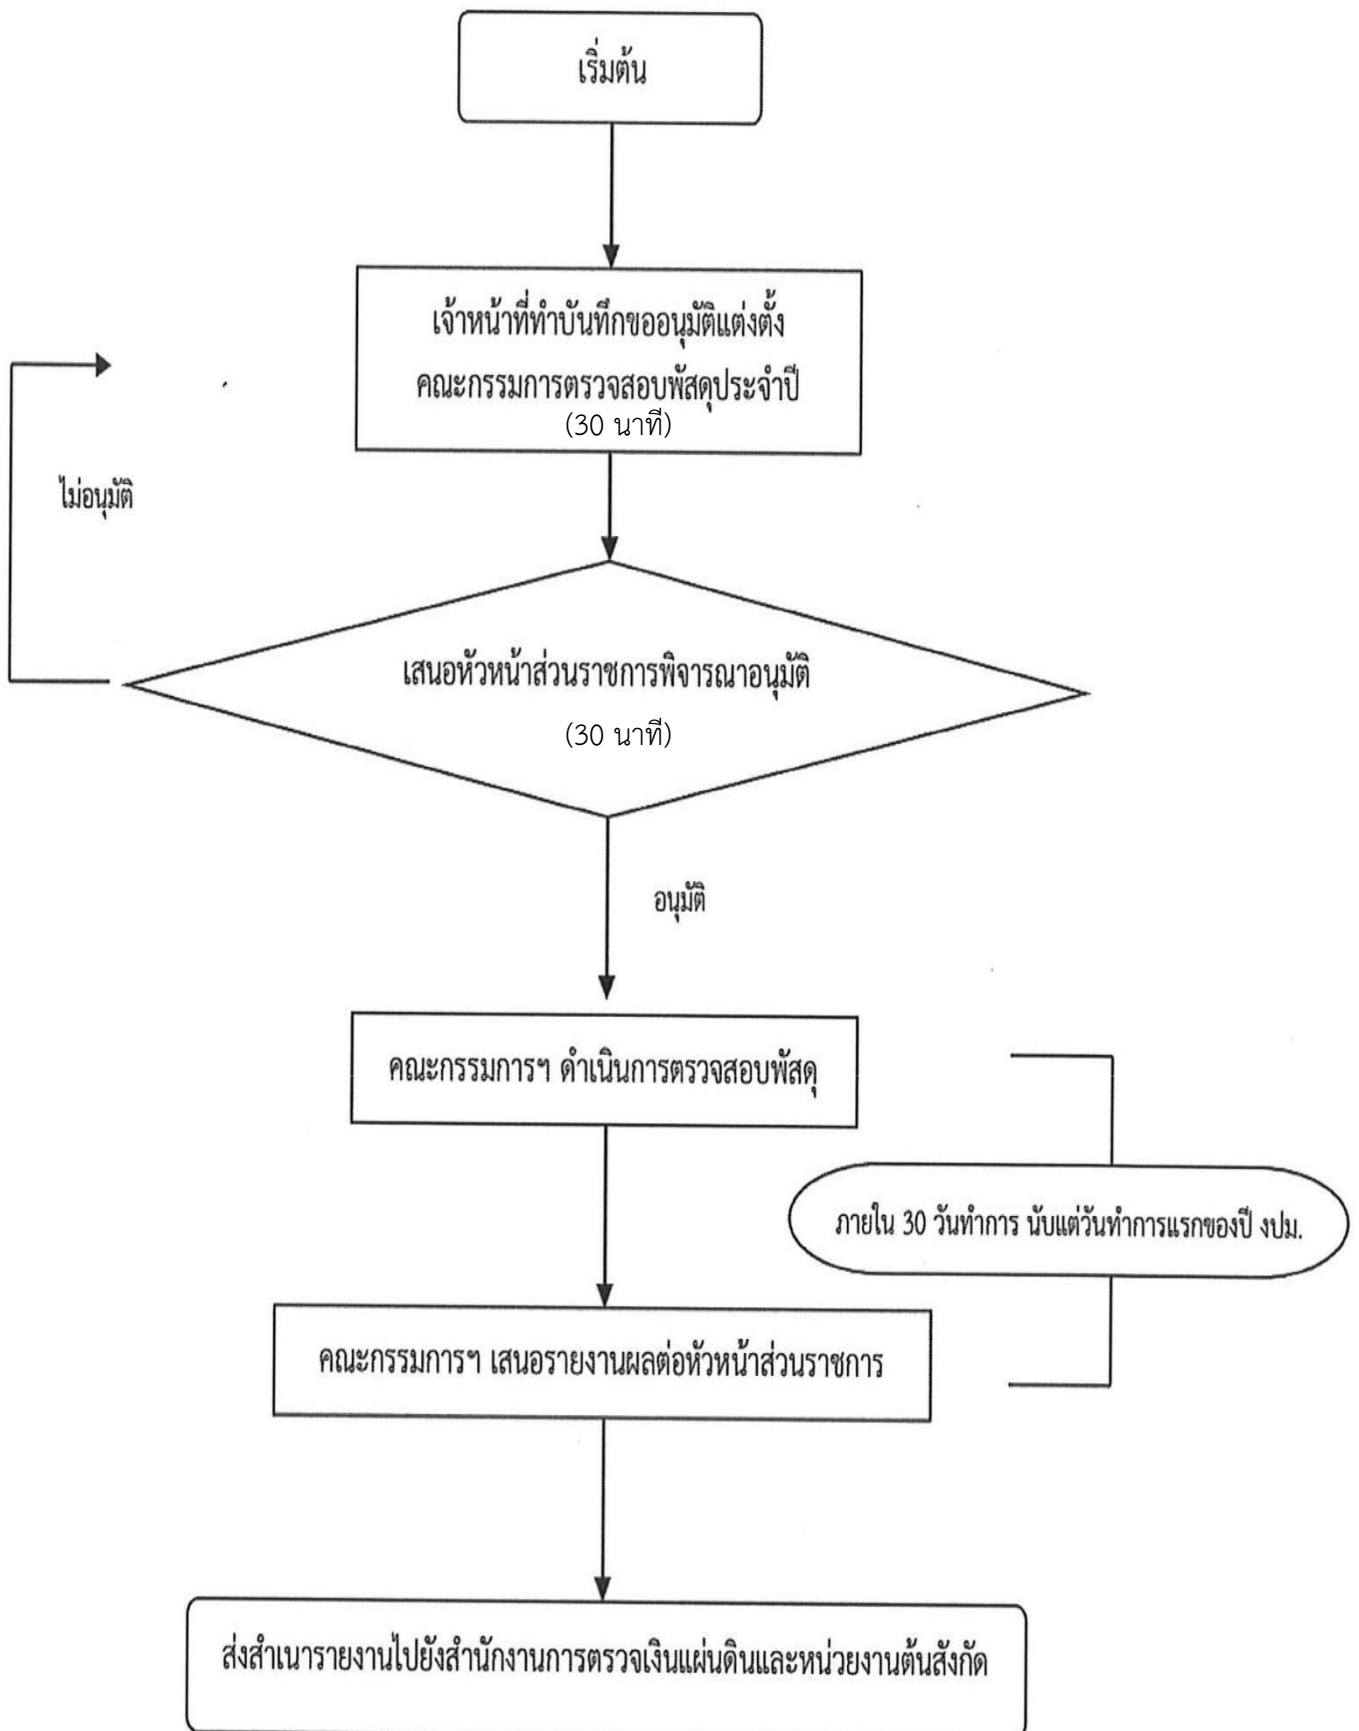 เริ่มต้น
เจ้าหน้าที่ทำบันทึกขออนุมัติแต่งตั้ง
คณะกรรมการตรวจสอบพัสดุประจำปี
(30 นาที)
ไม่อนุมัติ
เสนอหัวหน้าส่วนราชการพิจารณาอนุมัติ
(30 นาที)
อนุมัติ
คณะกรรมการฯ ดำเนินการตรวจสอบพัสดุ
ภายใน 30 วันทำการ นับแต่วันทำการแรกของปี งปม.
คณะกรรมการฯ เสนอรายงานผลต่อหัวหน้าส่วนราชการ
ส่งสำเนารายงานไปยังสำนักงานการตรวจเงินแผ่นดินและหน่วยงานต้นสังกัด